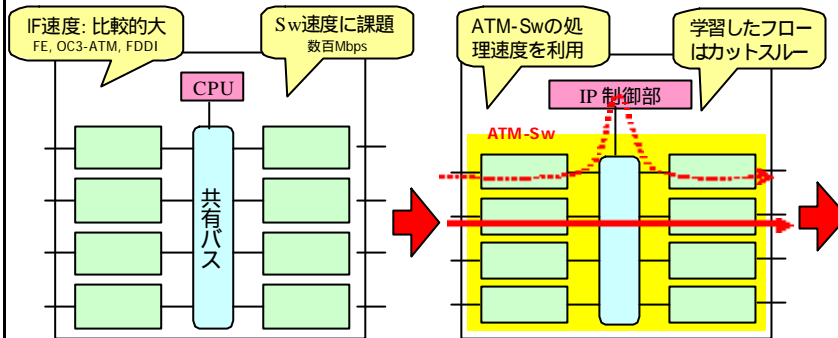 IF速度: 比較的大
FE, OC3-ATM, FDDI
Sw速度に課題
数百Mbps
CPU
共有バス
ATM-Swの処
理速度を利用
学習したフロー
はカットスルー
IP 制御部
ATM-Sw